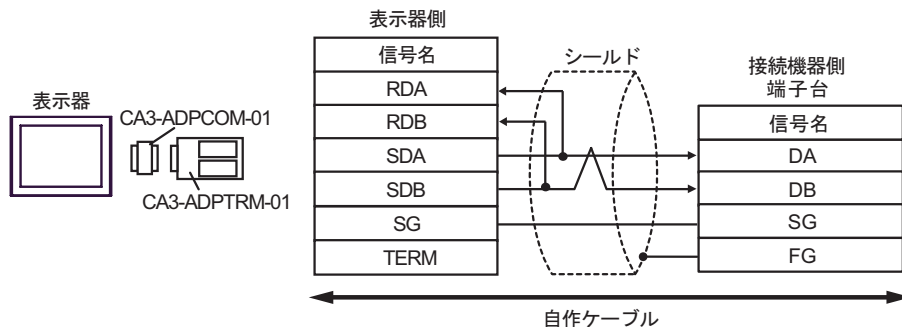 表示器
CA3-ADPCOM-01
CA3-ADPTRM-01
表示器側
信号名
RDA
RDB
SDA
SDB
SG
TERM
シールド
接続機器側
端子台
信号名
DA
DB
SG
FG
自作ケーブル